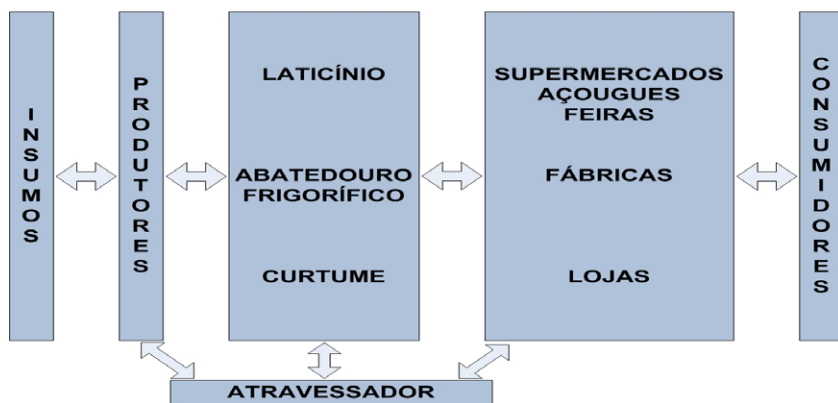 INSUMOS
PRODUTORES
LATICÍNIO
ABATEDOURO
FRIGORÍFICO
CURTUME
SUPERMERCADOS
AÇOUGUES
FEIRAS
FÁBRICAS
LOJAS
CONSUMIDORES
ATRAVESSADOR